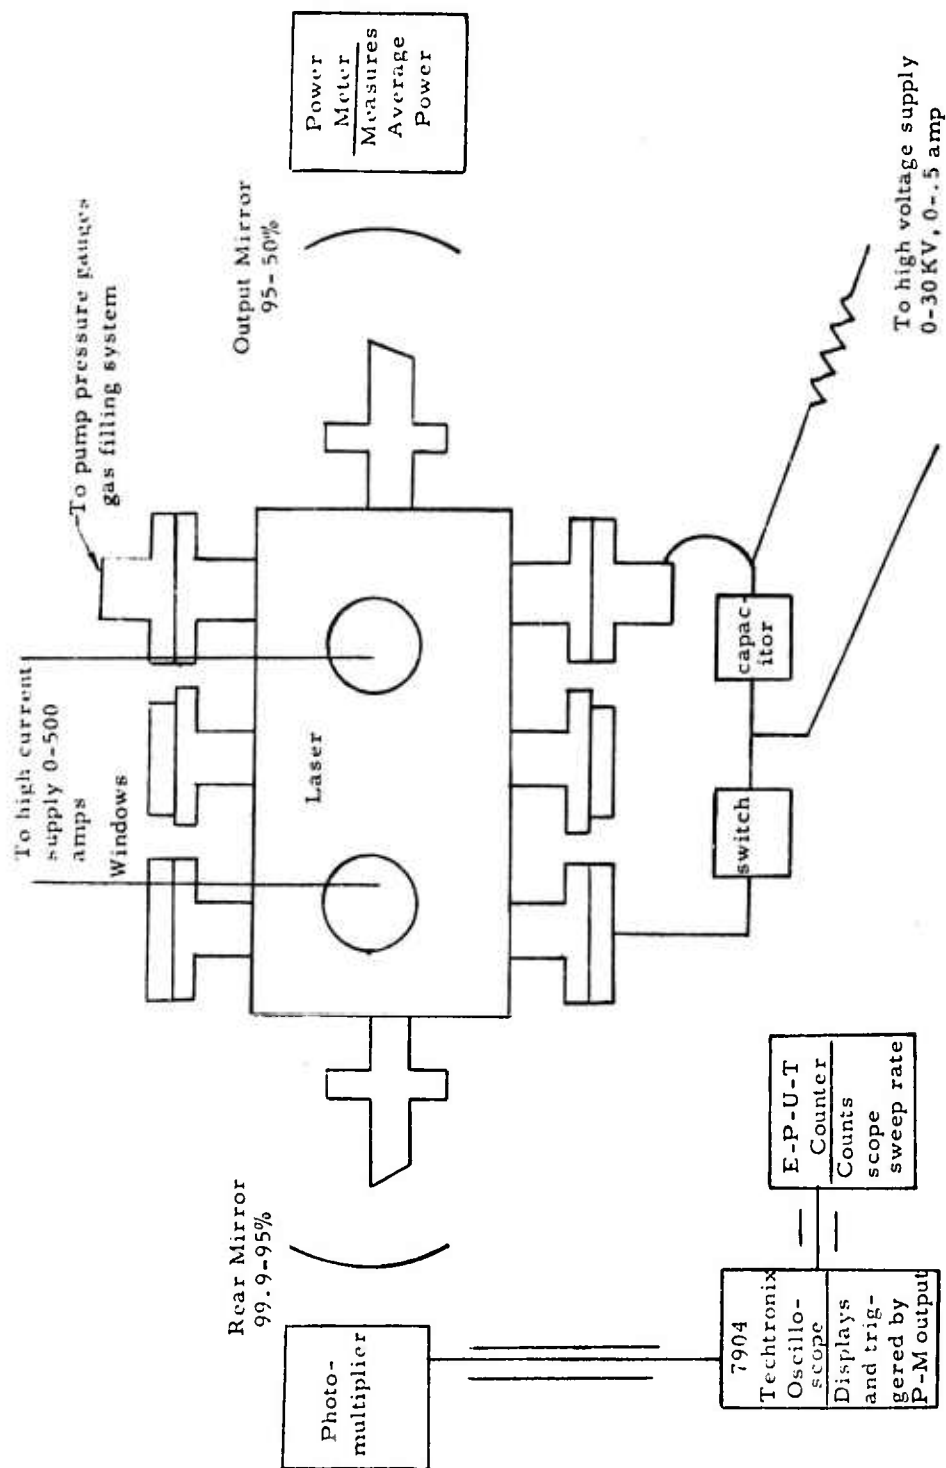 To pump pressure gauges
gas filling system
To high current
supply 0-500
amps
Windows
Output Mirror
95-50%
Power
Meter
Measures
Average
Power
Laser
Rear Mirror
99.9-95%
Photo-
multiplier
switch
capac-
itor
To high voltage supply
0-30KV, 0-.5 amp
7904
Techtronix
Oscillo-
scope
Displays
and trig-
gered by
P-M output
E-P-U-T
Counter
Counts
scope
sweep rate